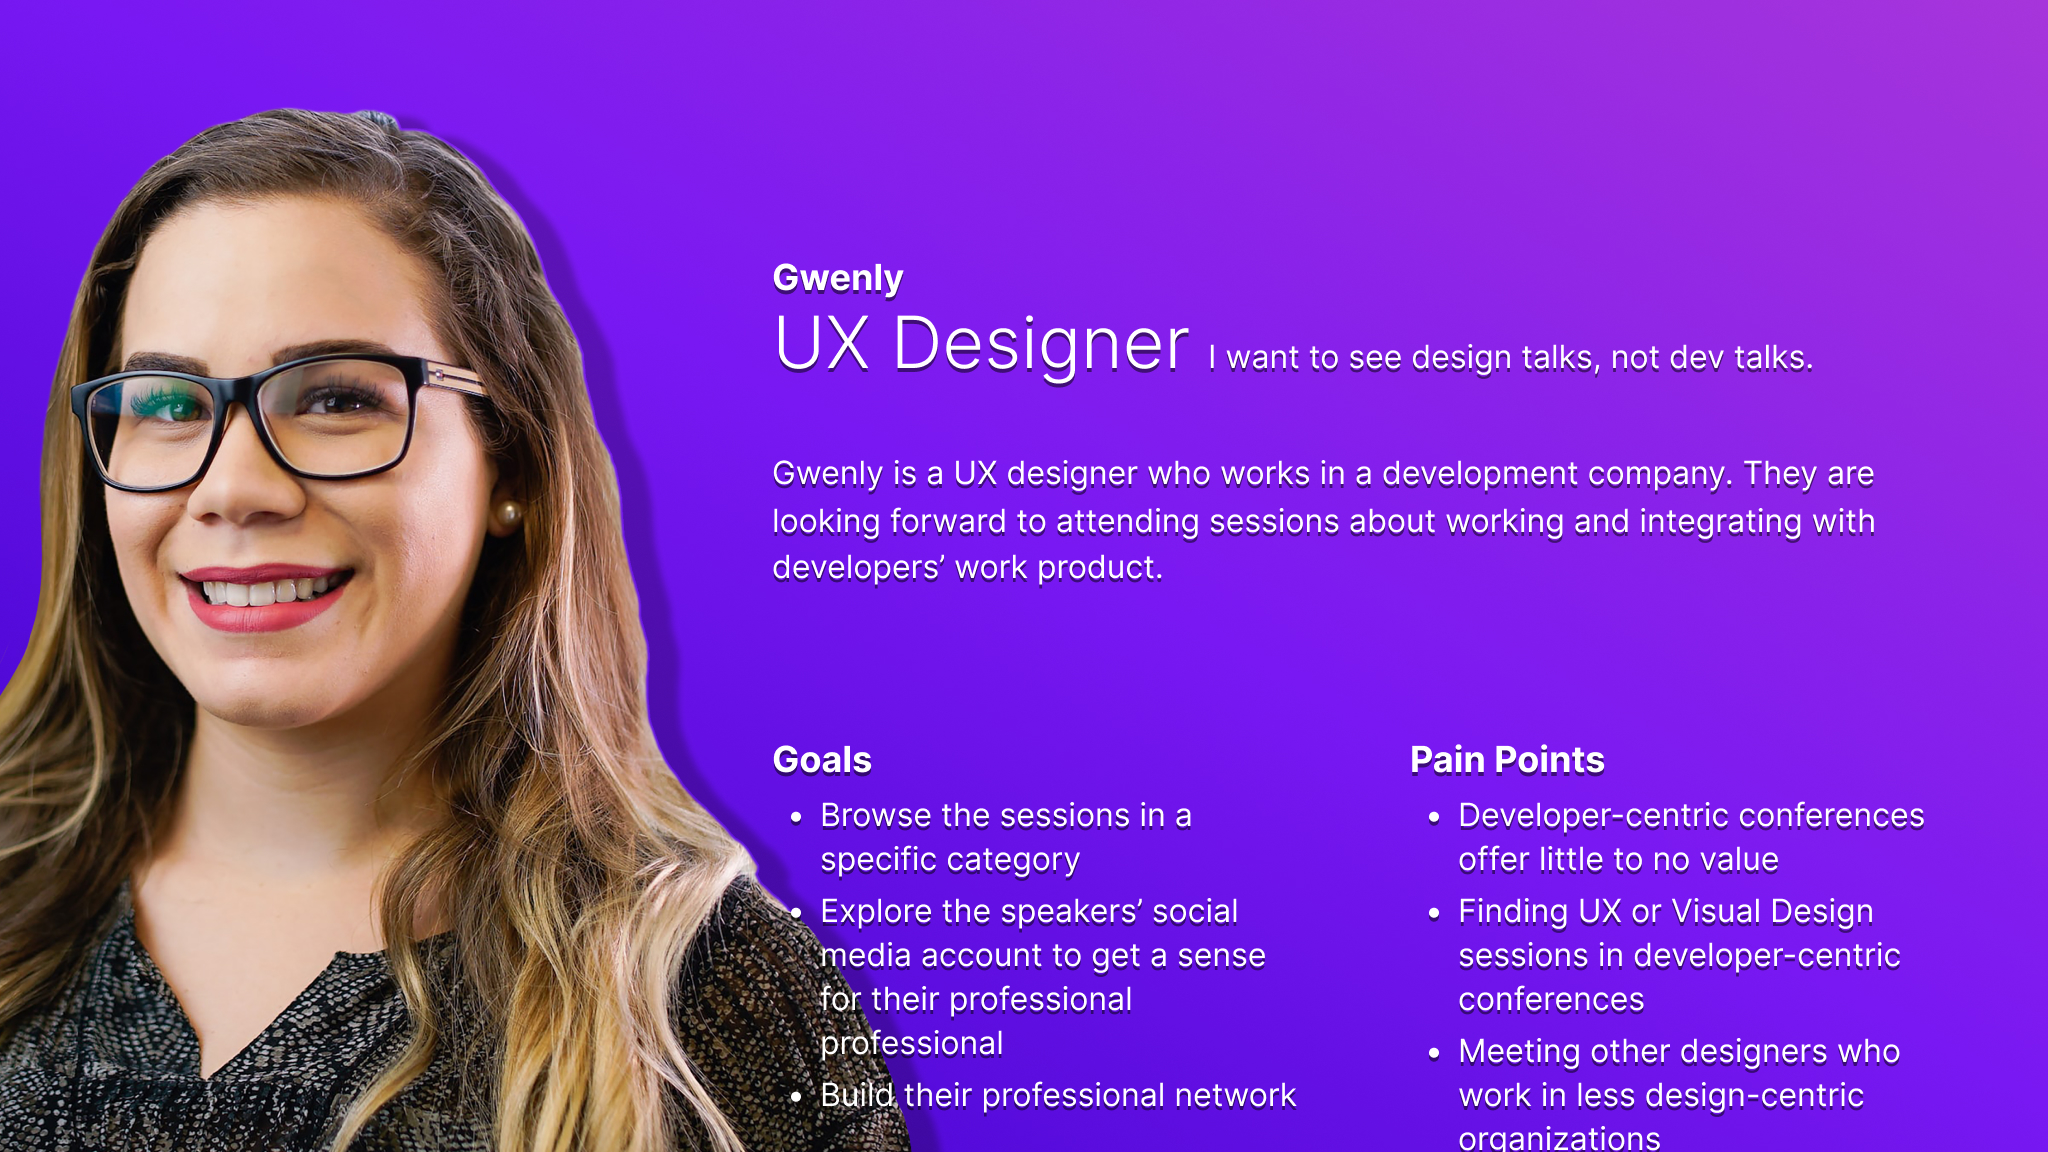 Gwenly
UX Designer I want to see design talks, not dev talks.
Gwenly is a UX designer who works in a development company. They are
looking forward to attending sessions about working and integrating with
developers’ work product.
Goals
• Browse the sessions in a
specific category
• Explore the speakers’ social
media account to get a sense
for their professional
professional
• Build their professional network
Pain Points
• Developer-centric conferences
offer little to no value
• Finding UX or Visual Design
sessions in developer-centric
conferences
• Meeting other designers who
work in less design-centric
organizations